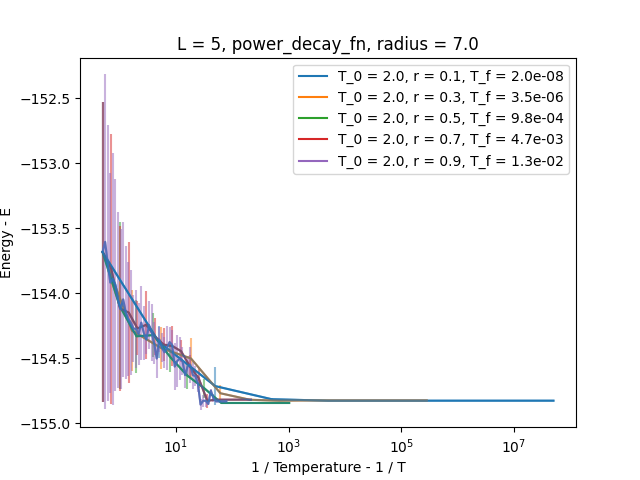 L = 5, power_decay_fn, radius = 7.0
T_0 = 2.0, r = 0.1, T_f = 2.0e-08
T_0 = 2.0, r = 0.3, T_f = 3.5e-06
T_0 = 2.0, r = 0.5, T_f = 9.8e-04
T_0 = 2.0, r = 0.7, T_f = 4.7e-03
T_0 = 2.0, r = 0.9, T_f = 1.3e-02
Energy - E
−152.5
−153.0
−153.5
−154.0
−154.5
−155.0
10¹ 10³ 10⁵ 10⁷
1 / Temperature - 1 / T